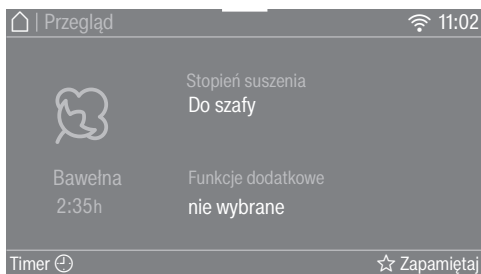 | Przegląd 11:02
Stopień suszenia
Do szafy
Bawełna
2:35h
Funkcje dodatkowe
nie wybrane
Timer Zapamiętaj